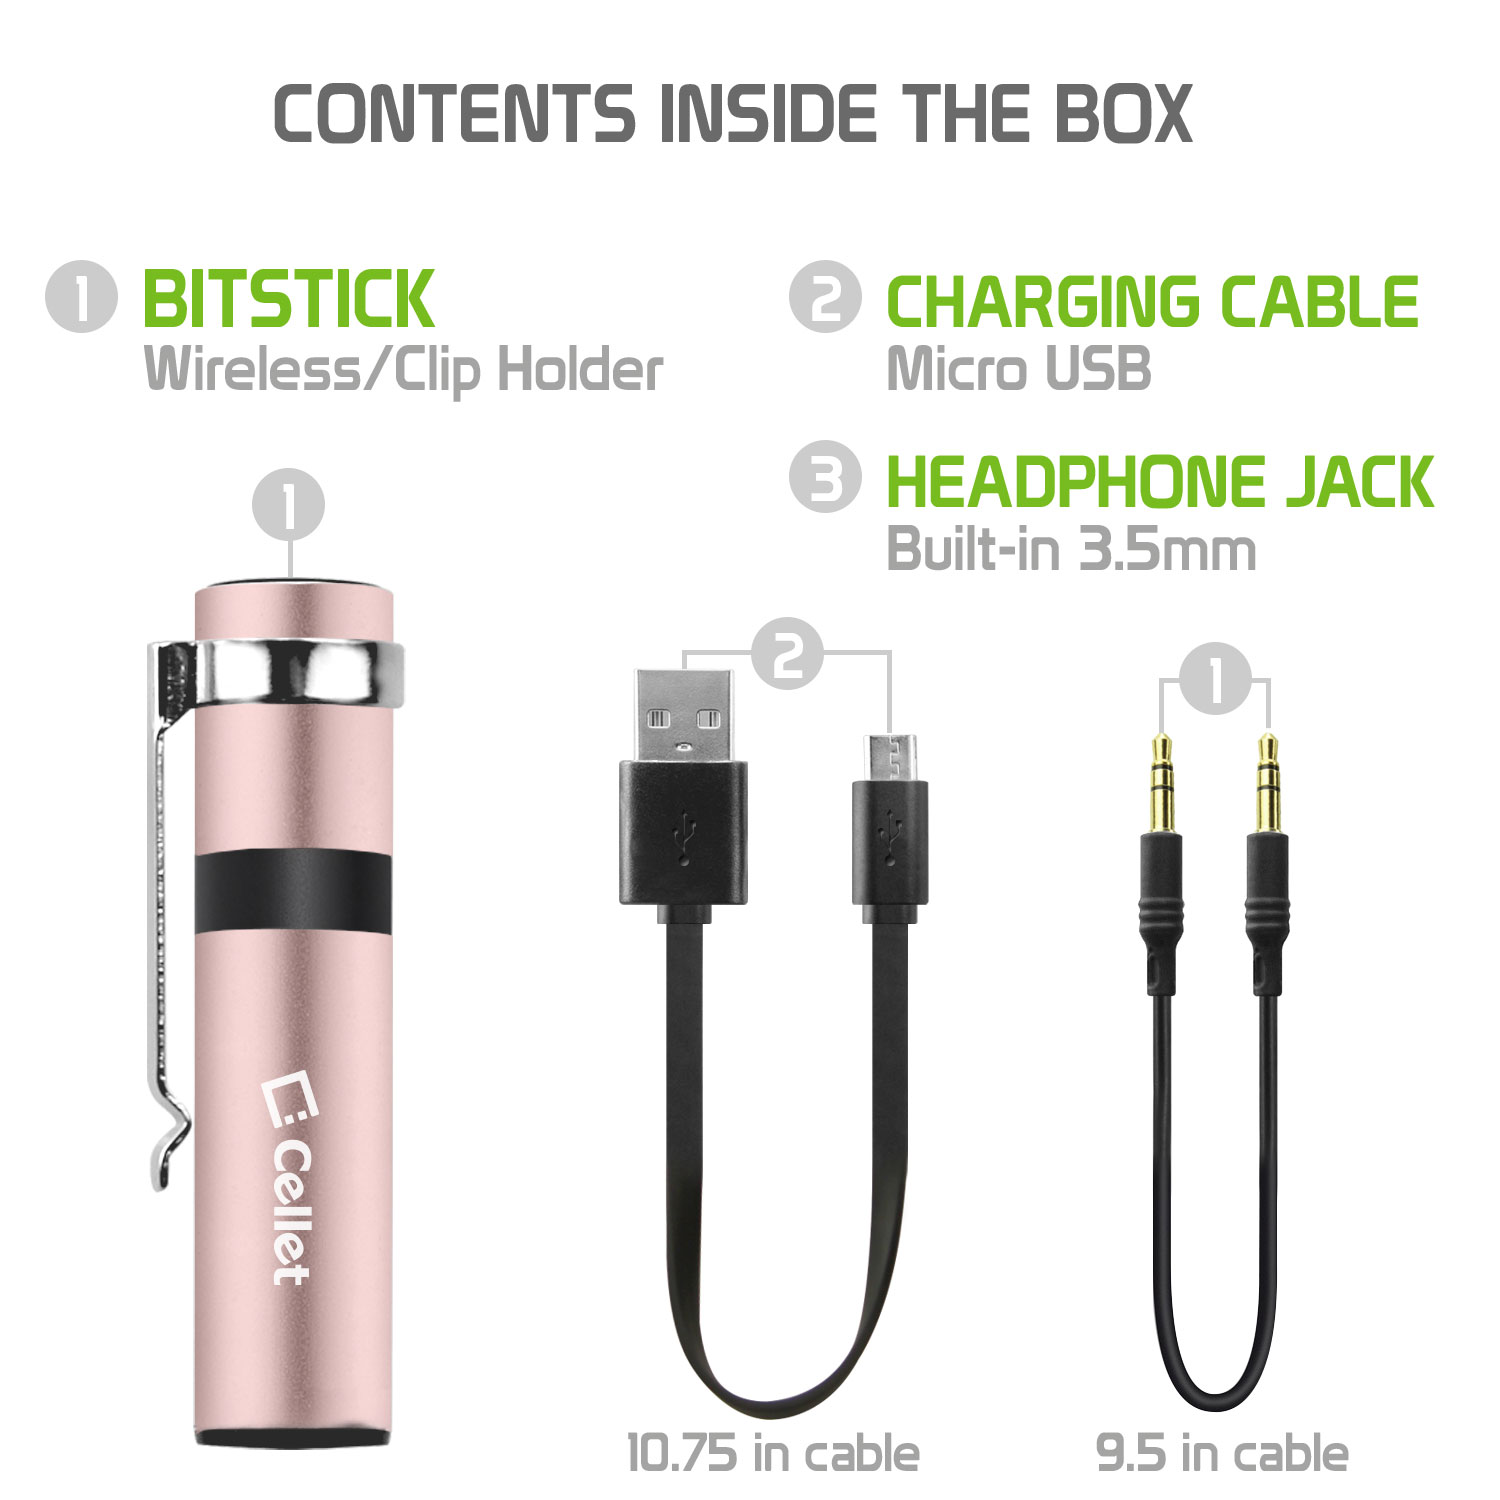 CONTENTS INSIDE THE BOX
1 BITSTICK
Wireless/Clip Holder
2 CHARGING CABLE
Micro USB
3 HEADPHONE JACK
Built-in 3.5mm
1
2
1
Cellet
10.75 in cable
9.5 in cable